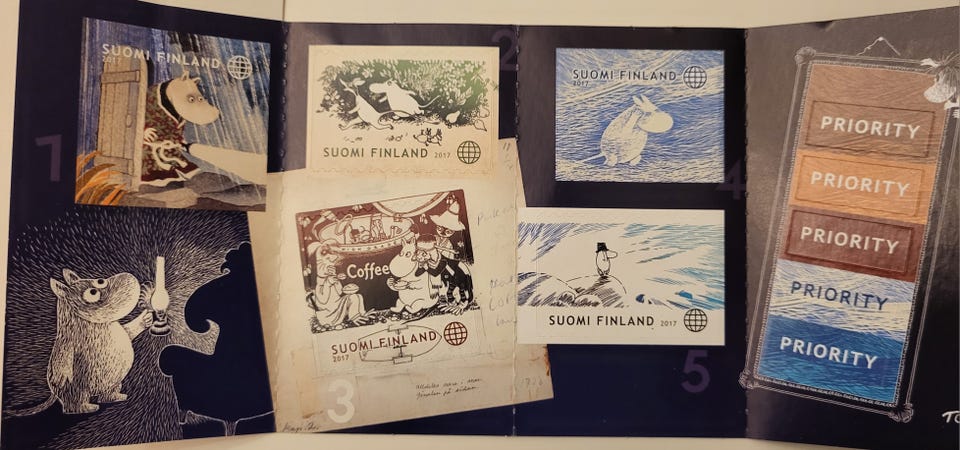 1
SUOMI FINLAND
2017
2
SUOMI FINLAND 2017
Coffee
SUOMI FINLAND
2017
3
SUOMI FINLAND
2017
4
SUOMI FINLAND 2017
5
PRIORITY
PRIORITY
PRIORITY
PRIORITY
PRIORITY
TO